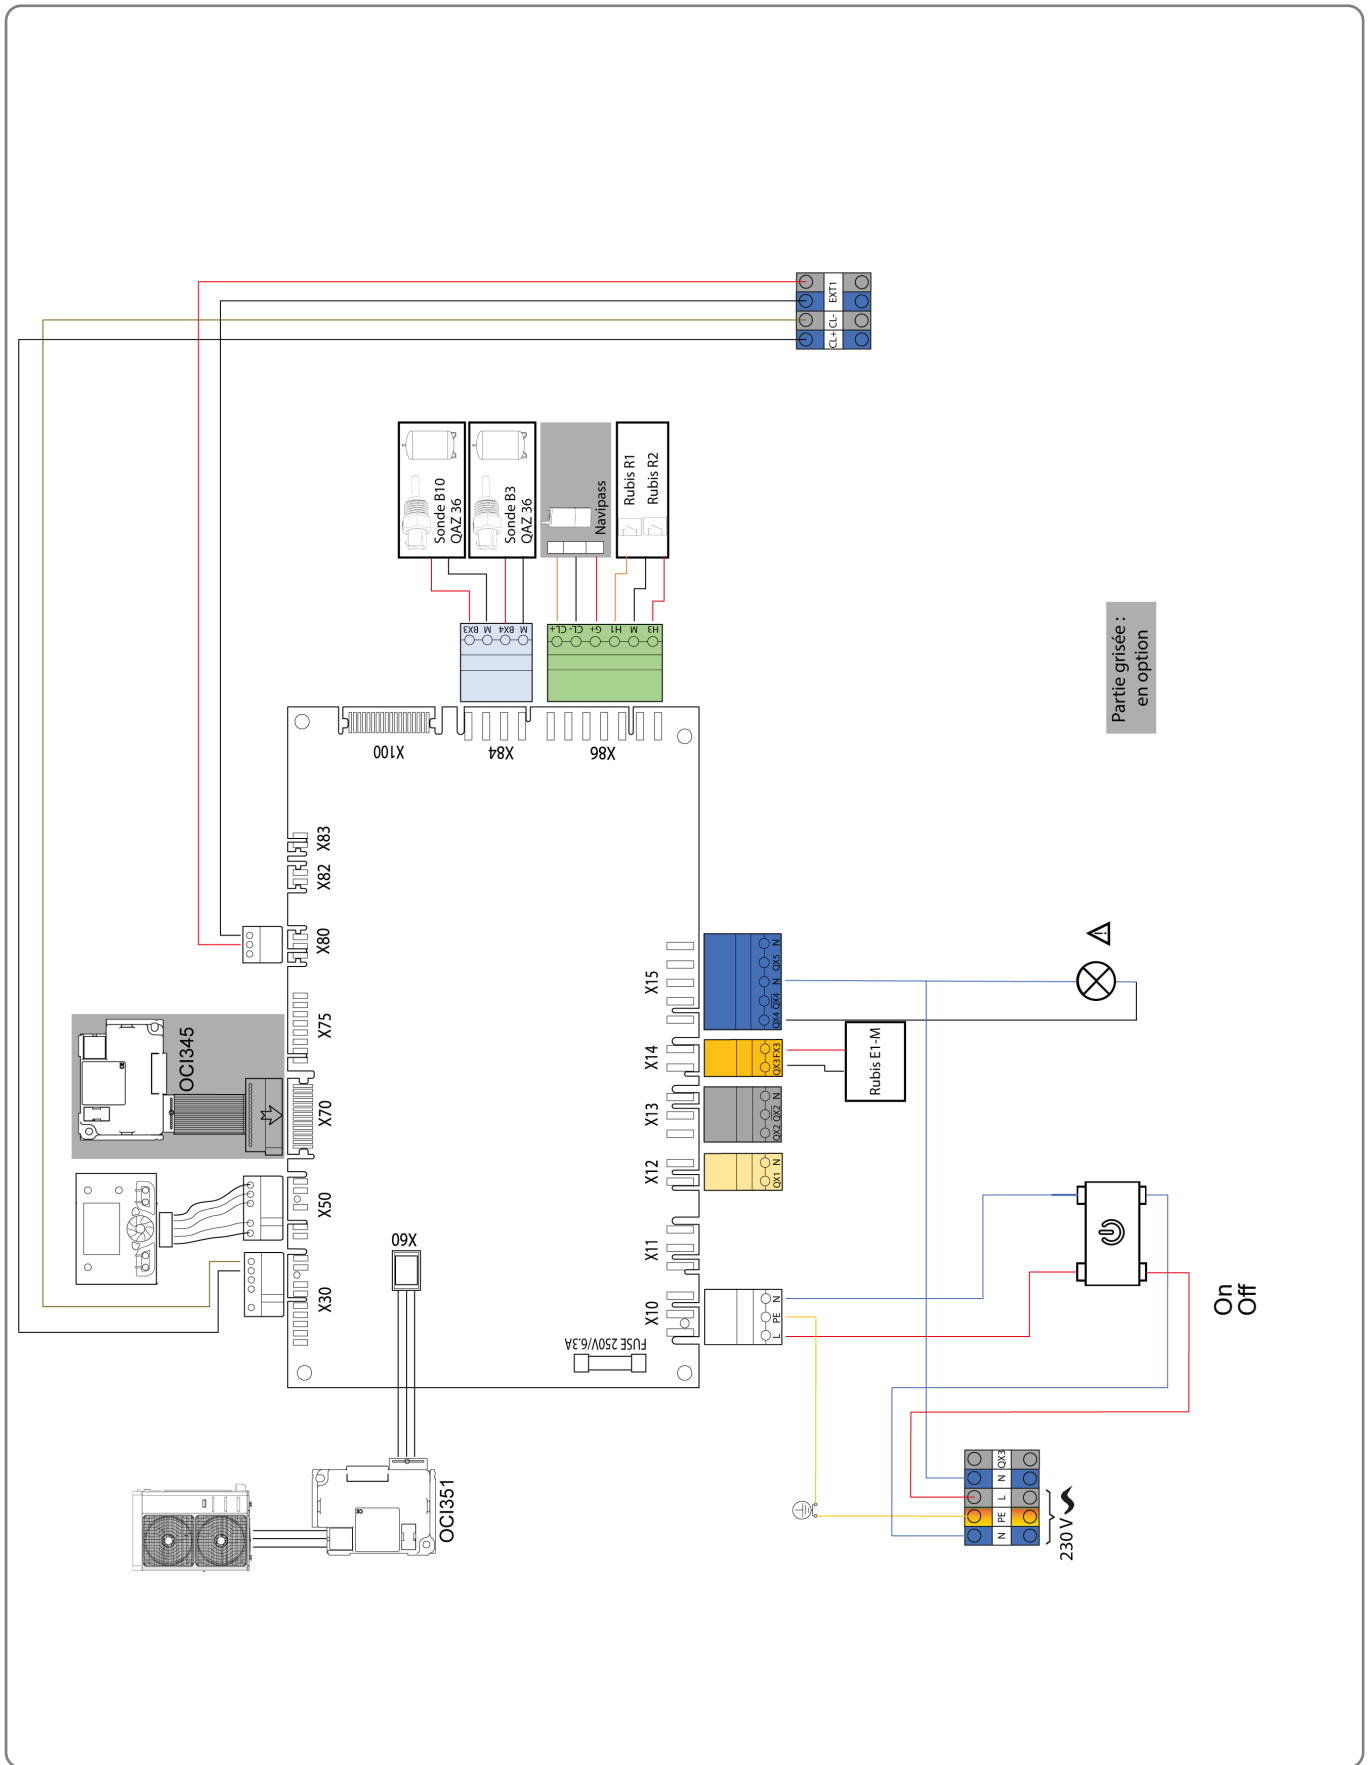 EXT1
CL-
CL+
Sonde B10
QAZ 36
Sonde B3
QAZ 36
Navipass
Rubis R1
Rubis R2
BX3
M
BX4
M
CL+
CL-
G+
H1
M
H3
Partie grisée :
en option
X100
X84
X86
X83
X82
X80
X75
OCI345
X70
X50
X30
X60
X15
X14
X13
X12
X11
X10
FUSE 250V/6.3A
N
QX5
N
QX4
QX4
FX3
QX3
N
QX2
QX2
N
QX1
N
PE
L
Rubis E1-M
On
Off
OCI351
QX3
N
L
PE
N
230 V